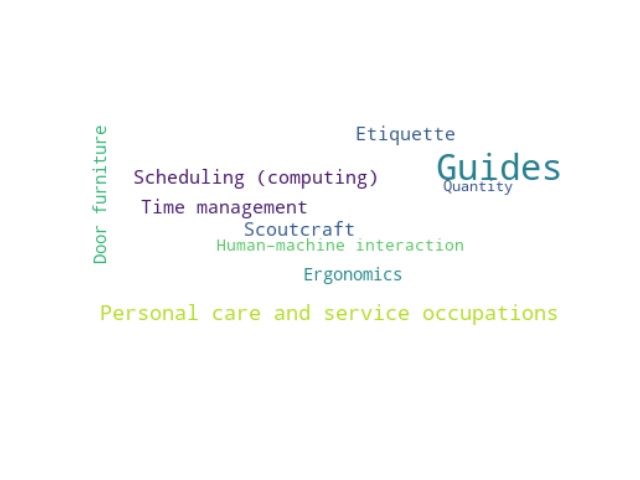 Etiquette
Door furniture
Guides
Scheduling (computing)
Quantity
Time management
Scoutcraft
Human-machine interaction
Ergonomics
Personal care and service occupations